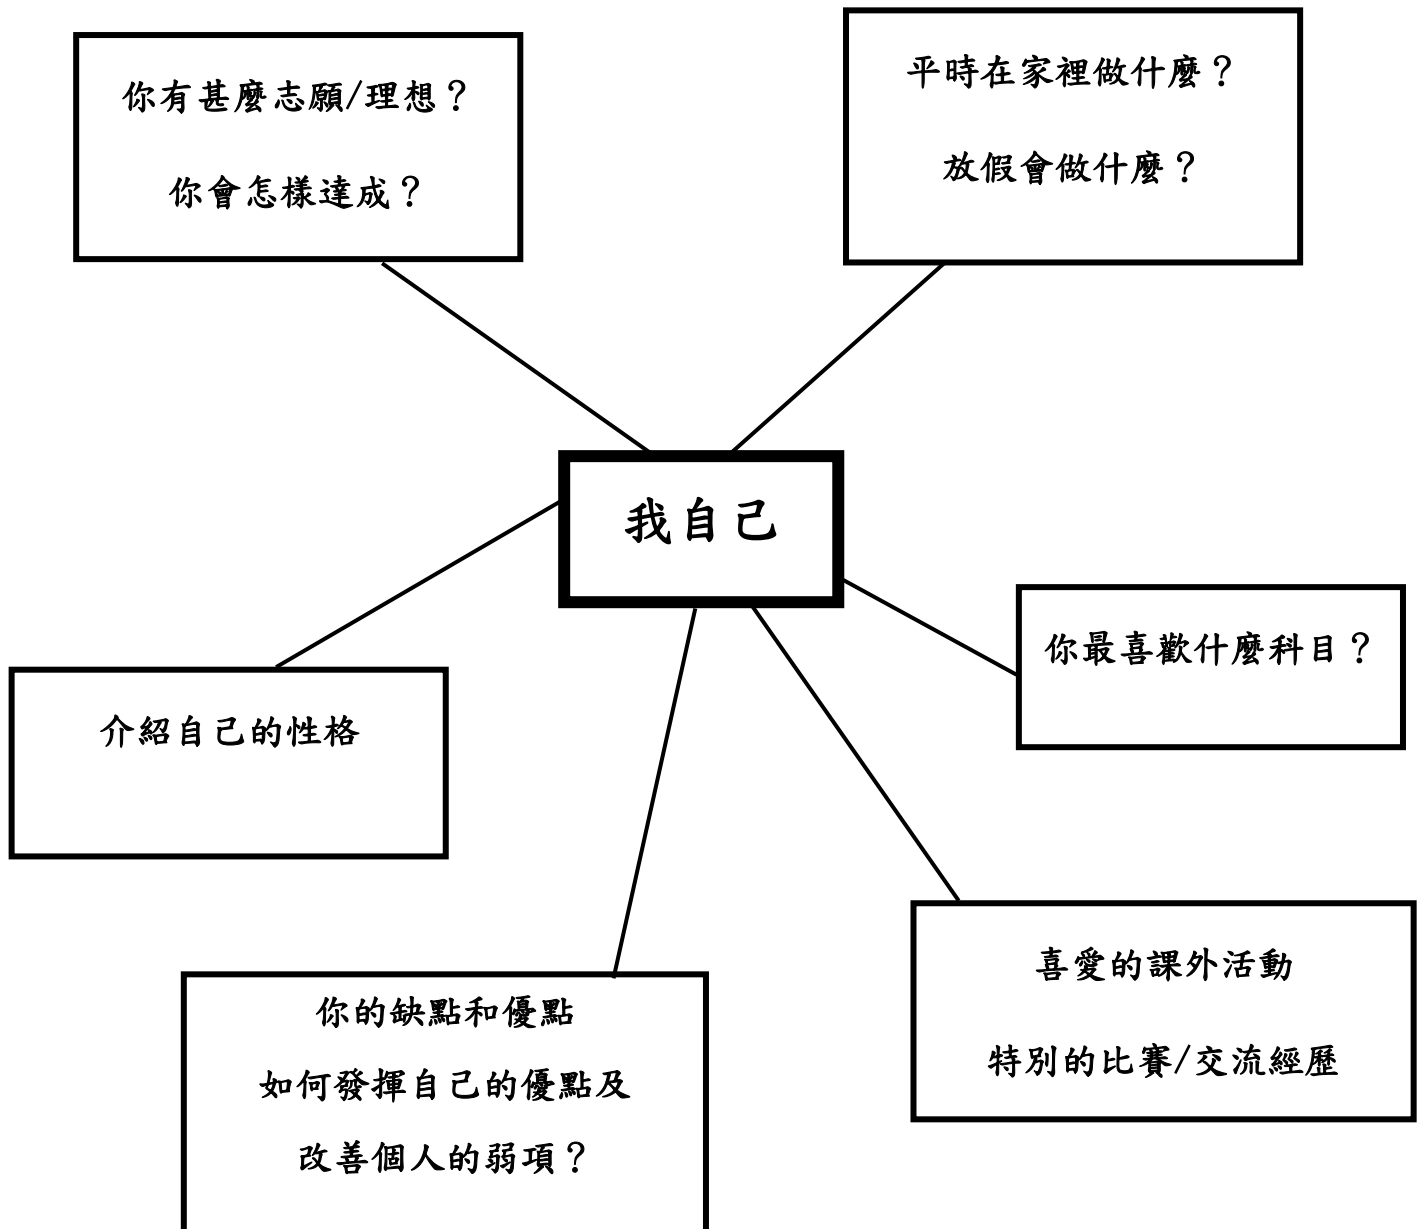 你有甚麼志願/理想？
你會怎樣達成？
平時在家裡做什麼？
放假會做什麼？
我自己
你最喜歡什麼科目？
介紹自己的性格
喜愛的課外活動
特別的比賽/交流經歷
你的缺點和優點
如何發揮自己的優點及
改善個人的弱項？